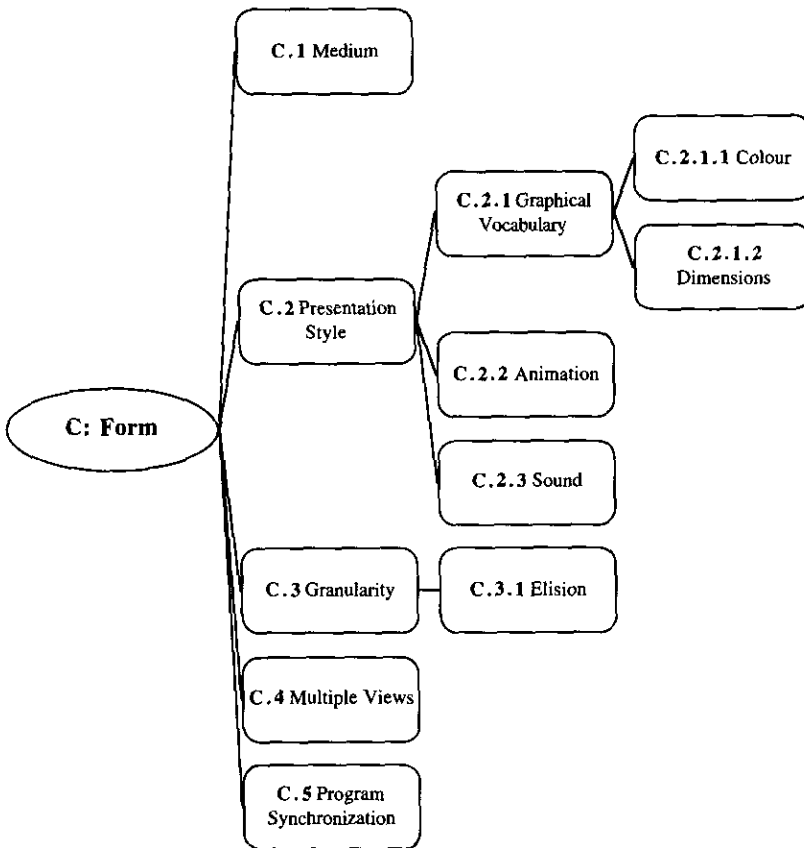 C.1 Medium
C.2.1.1 Colour
C.2.1 Graphical
Vocabulary
C.2.1.2
Dimensions
C.2 Presentation
Style
C.2.2 Animation
C: Form
C.2.3 Sound
C.3 Granularity
C.3.1 Elision
C.4 Multiple Views
C.5 Program
Synchronization